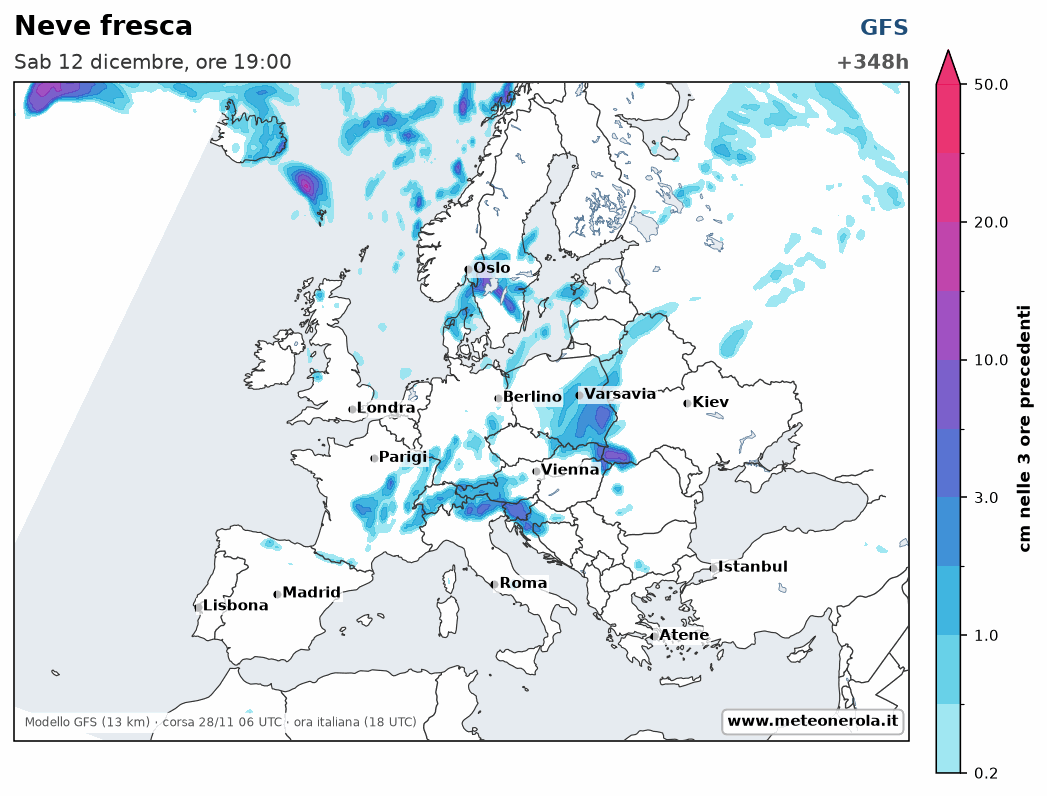 Neve fresca
GFS
Sab 12 dicembre, ore 19:00
+348h
50.0
20.0
10.0
3.0
1.0
0.2
cm nelle 3 ore precedenti
Oslo
Berlino
Varsavia
Kiev
Londra
Parigi
Vienna
Istanbul
Roma
Madrid
Lisbona
Atene
Modello GFS (13 km) · corsa 28/11 06 UTC · ora italiana (18 UTC)
www.meteonerola.it